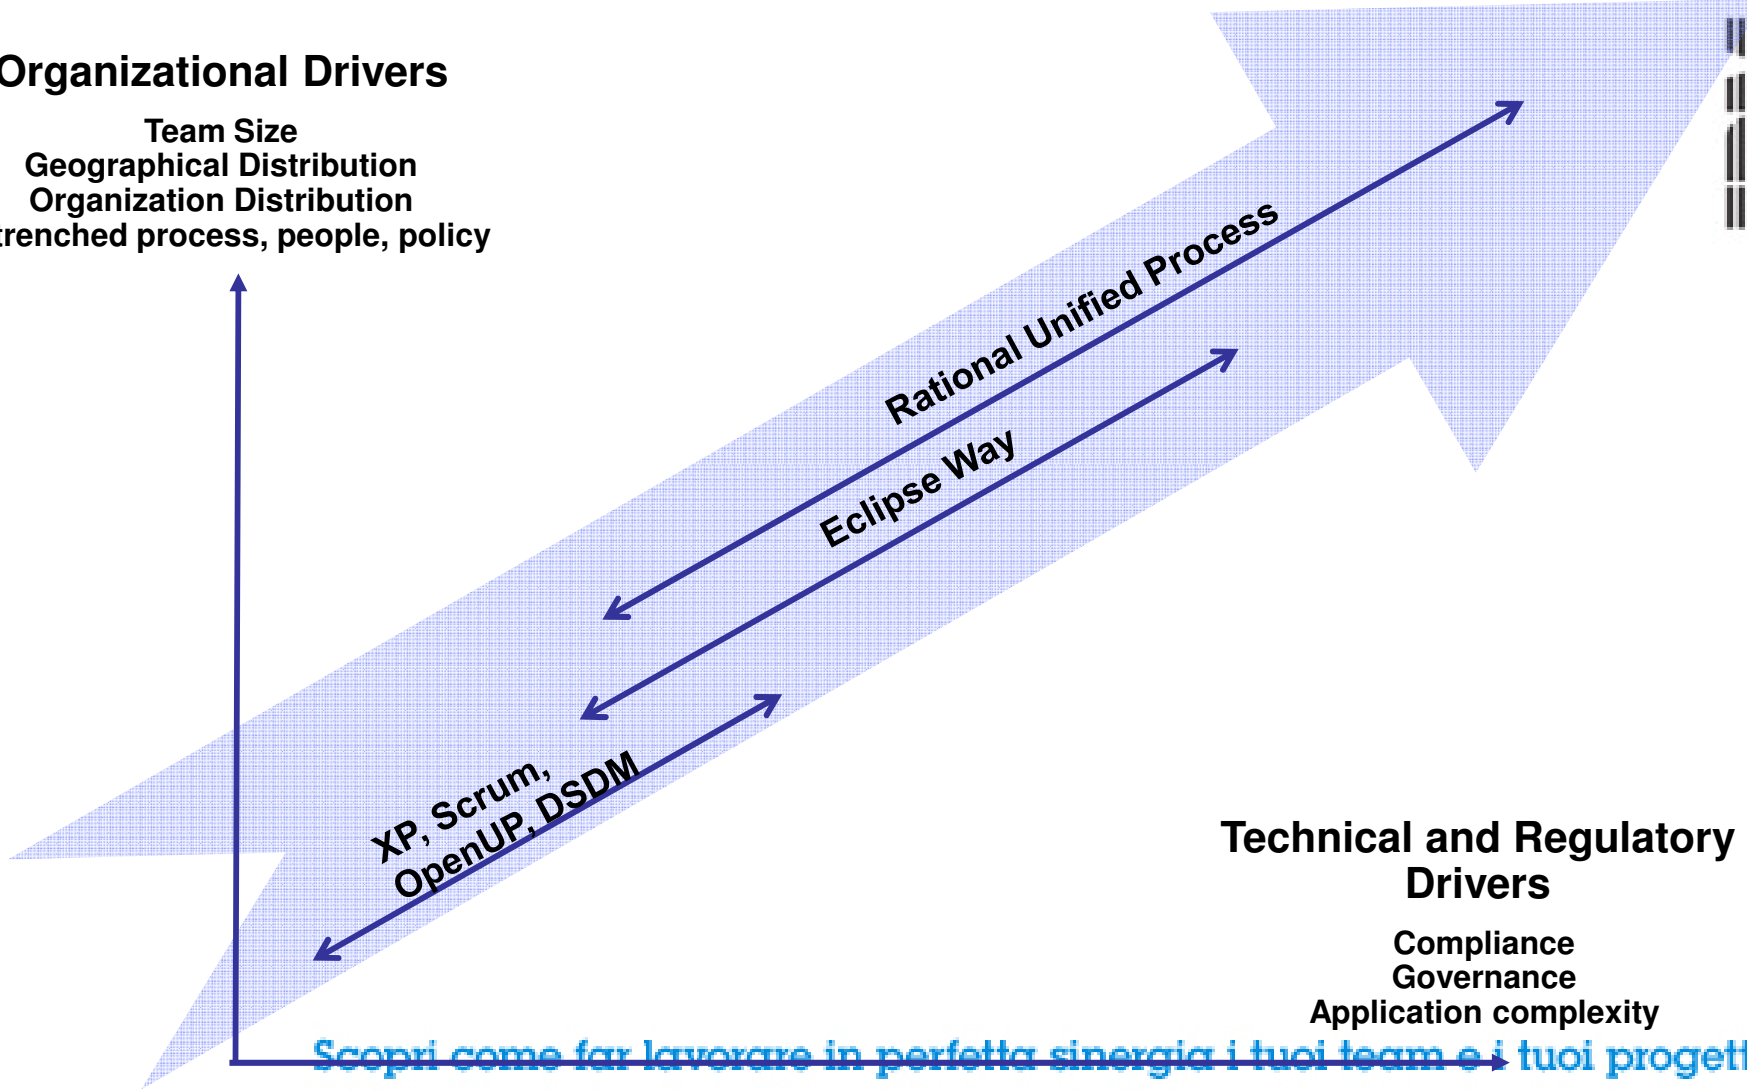 Organizational Drivers
Team Size
Geographical Distribution
Organization Distribution
process, people, policy
Rational Unified Process
Eclipse Way
XP, Scrum,
OpenUP, DSDM
Technical and Regulatory
Drivers
Compliance
Governance
Application complexity
Scopri come far lavorare in perfetta sinergia i tuoi team e i tuoi